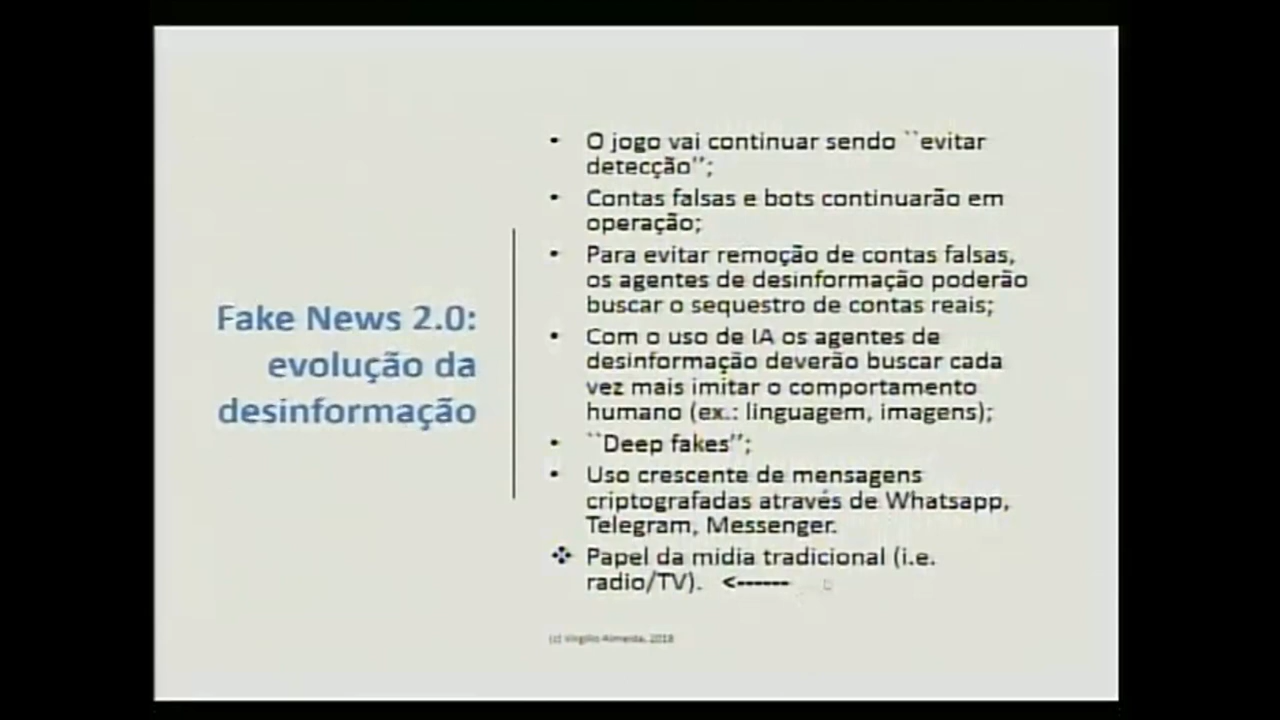 Fake News 2.0:
evolução da
desinformação
• O jogo vai continuar sendo ``evitar
detecção'';
• Contas falsas e bots continuarão em
operação;
• Para evitar remoção de contas falsas,
os agentes de desinformação poderão
buscar o sequestro de contas reais;
• Com o uso de IA os agentes de
desinformação deverão buscar cada
vez mais imitar o comportamento
humano (ex.: linguagem, imagens);
• ``Deep fakes'';
• Uso crescente de mensagens
criptografadas através de Whatsapp,
Telegram, Messenger.
❖ Papel da midia tradicional (i.e.
radio/TV). <------
(c) Virgilio Almeida, 2018